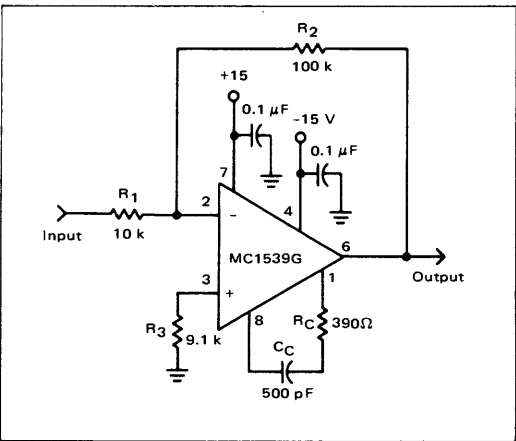 R2
100 k
+15
0.1 μF
-15 V
0.1 μF
7
R1
2
-
4
Input
10 k
MC1539G
6
Output
3
+
1
R3
9.1 k
8
RC
390Ω
CC
500 pF